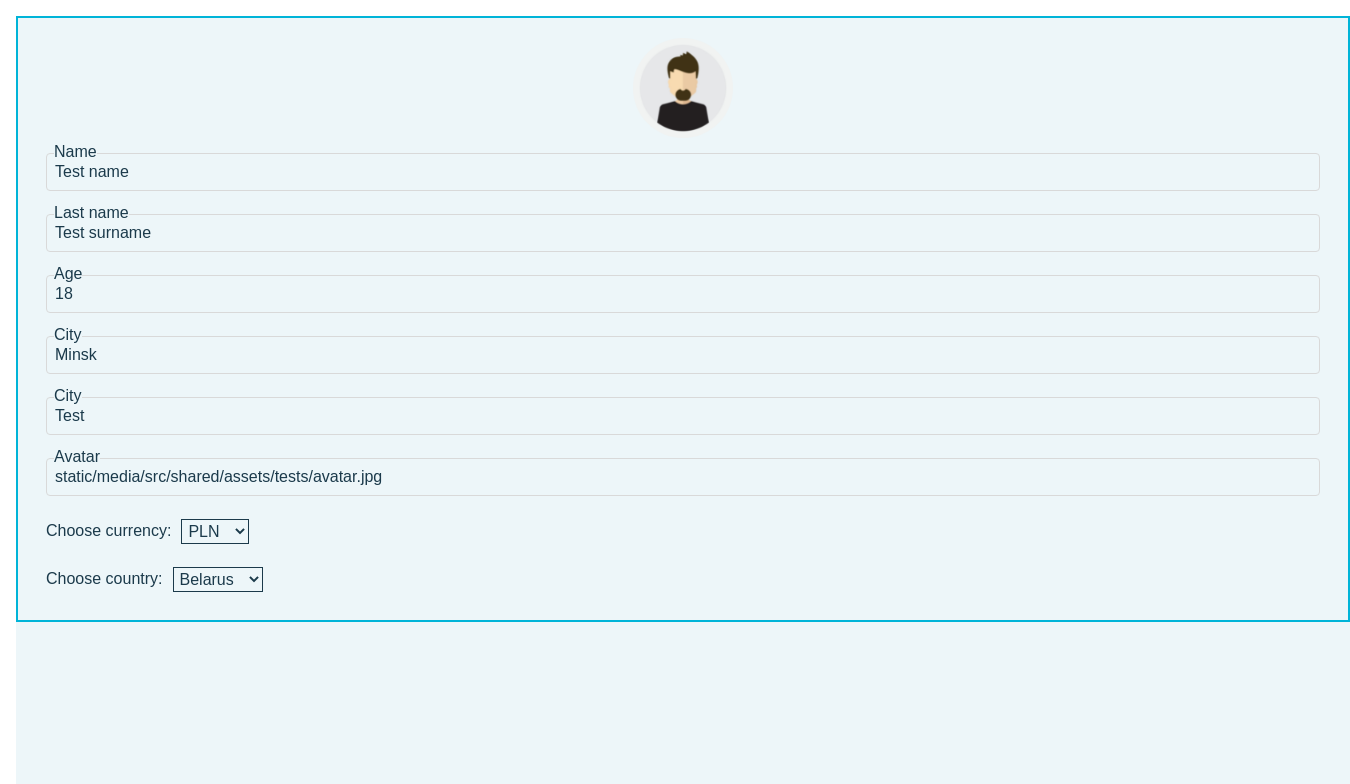 Name
Test name
Last name
Test surname
Age
18
City
Minsk
City
Test
Avatar
static/media/src/shared/assets/tests/avatar.jpg
Choose currency: PLN
Choose country: Belarus